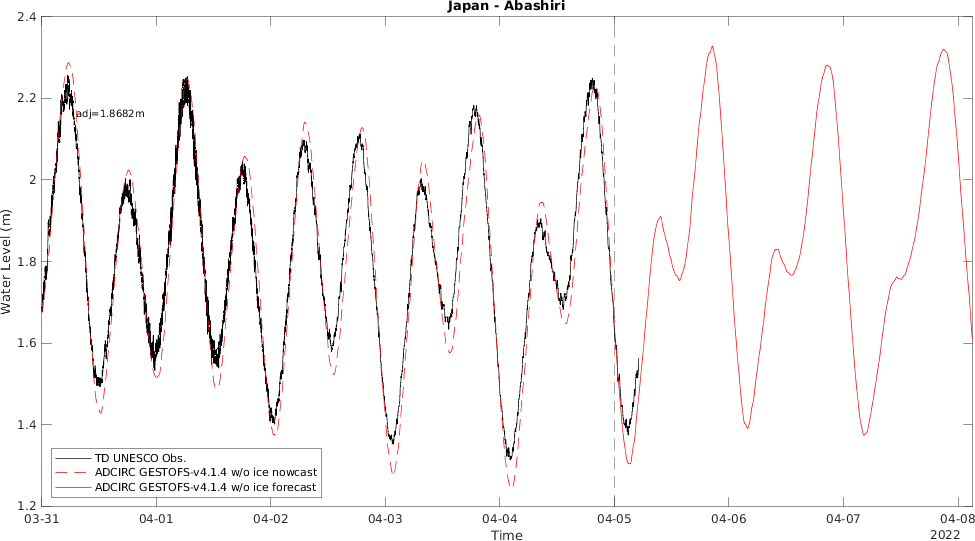 Japan - Abashiri
2.4
2.2
2
1.8
1.6
1.4
1.2
Water Level (m)
adj=1.8682m
TD UNESCO Obs.
ADCIRC GESTOFS-v4.1.4 w/o ice nowcast
ADCIRC GESTOFS-v4.1.4 w/o ice forecast
03-31 04-01 04-02 04-03 04-04 04-05 04-06 04-07 04-08
Time
2022